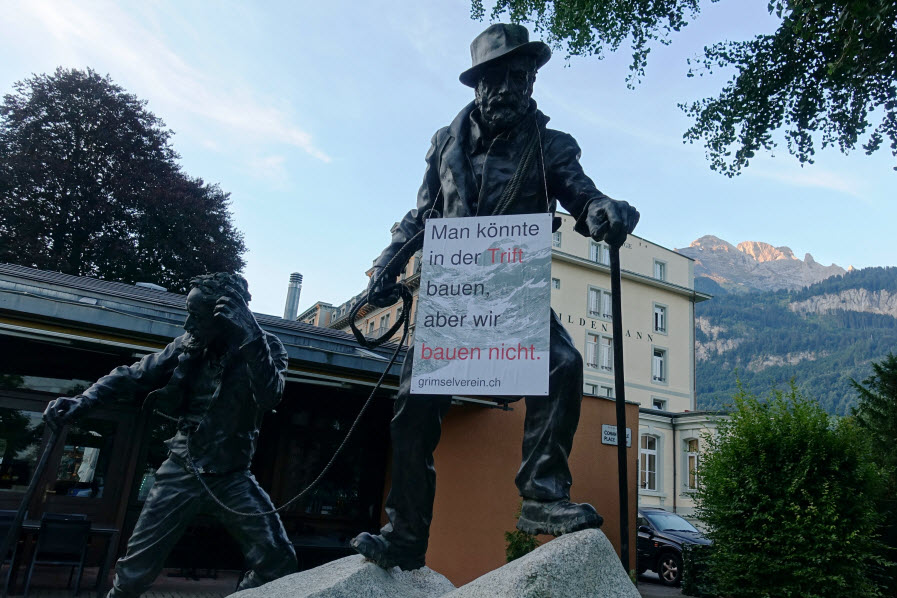 Man könnte
in der Trift
bauen,
aber wir
bauen nicht.
grimselverein.ch